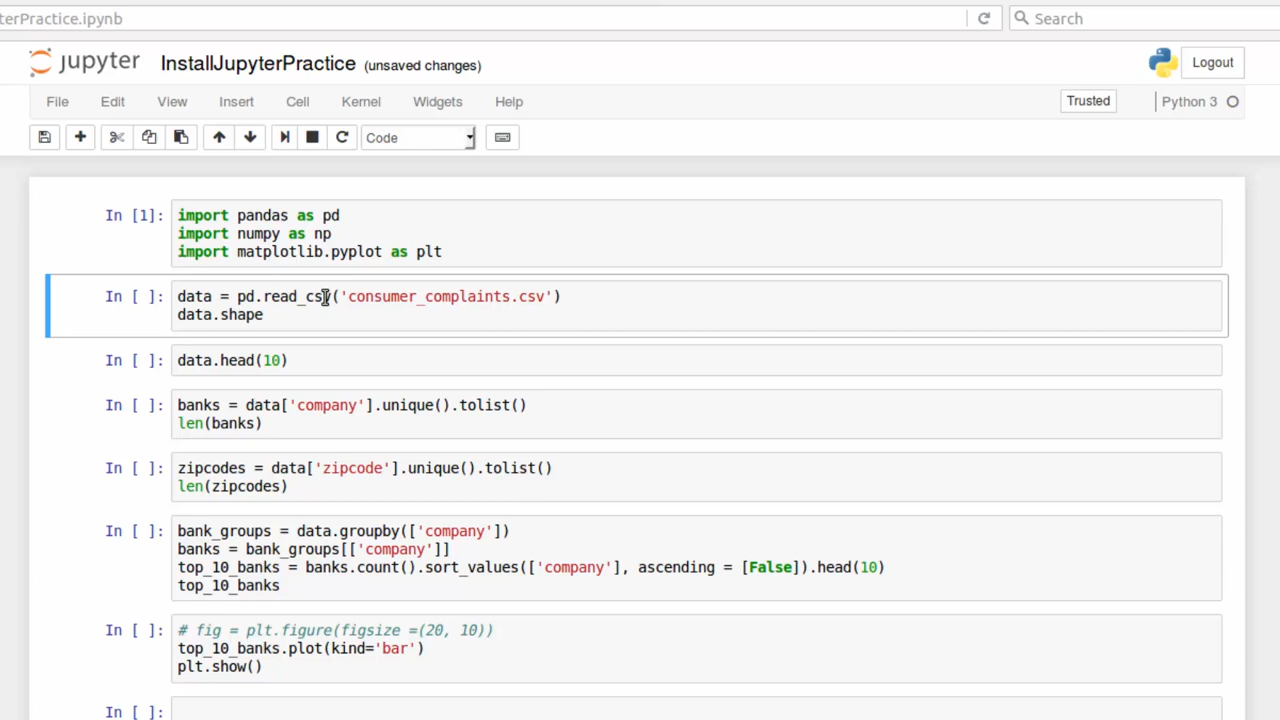 terPractice.ipynb
Search
jupyter InstallJupyterPractice (unsaved changes)
Logout
File Edit View Insert Cell Kernel Widgets Help
Trusted
Python 3
Code
In [1]: import pandas as pd
import numpy as np
import matplotlib.pyplot as plt
In [ ]: data = pd.read_csv('consumer_complaints.csv')
data.shape
In [ ]: data.head(10)
In [ ]: banks = data['company'].unique().tolist()
len(banks)
In [ ]: zipcodes = data['zipcode'].unique().tolist()
len(zipcodes)
In [ ]: bank_groups = data.groupby(['company'])
banks = bank_groups[['company']]
top_10_banks = banks.count().sort_values(['company'], ascending = [False]).head(10)
top_10_banks
In [ ]: # fig = plt.figure(figsize =(20, 10))
top_10_banks.plot(kind='bar')
plt.show()
In [ ]: